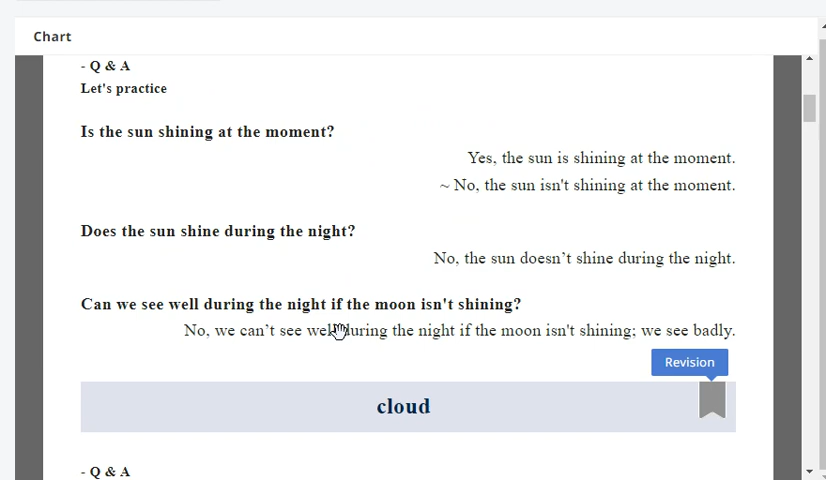 Chart
- Q & A
Let's practice
Is the sun shining at the moment?
Yes, the sun is shining at the moment.
~ No, the sun isn't shining at the moment.
Does the sun shine during the night?
No, the sun doesn’t shine during the night.
Can we see well during the night if the moon isn't shining?
No, we can’t see well during the night if the moon isn't shining; we see badly.
Revision
cloud
- Q & A